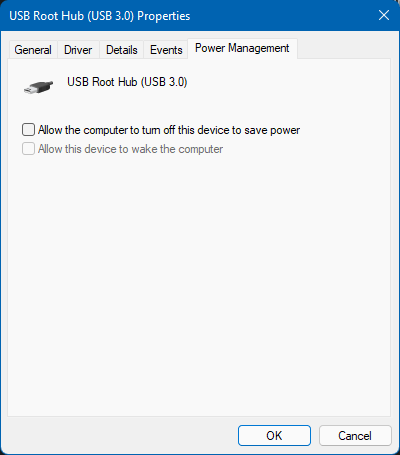 USB Root Hub (USB 3.0) Properties
General Driver Details Events Power Management
USB Root Hub (USB 3.0)
Allow the computer to turn off this device to save power
Allow this device to wake the computer
OK Cancel